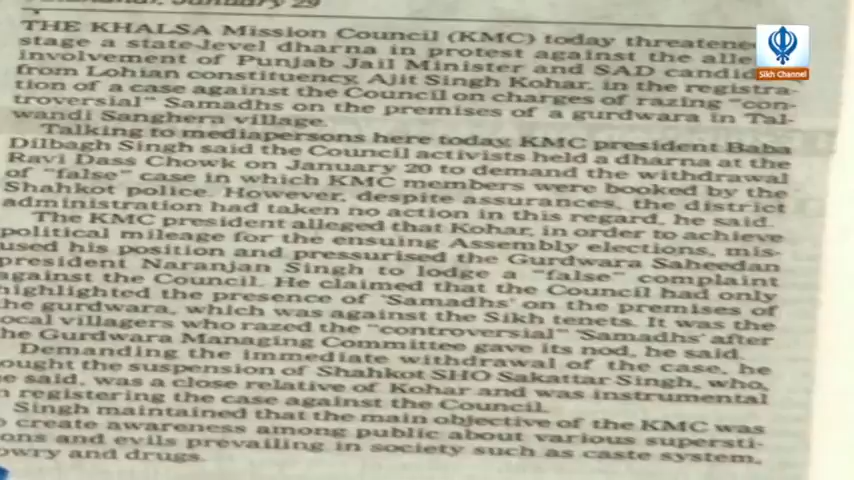 January 29
THE KHALSA Mission Council (KMC) today threatened
stage a state-level dharna in protest against the alle
involvement of Punjab Jail Minister and SAD candid
from Lohian constituency, Ajit Singh Kohar, in the registra-
tion of a case against the Council on charges of razing "con-
troversial" Samadhs on the premises of a gurdwara in Tal-
wandi Sanghera village.
Talking to mediapersons here today, KMC president Baba
Dilbagh Singh said the Council activists held a dharna at the
Ravi Dass Chowk on January 20 to demand the withdrawal
of "false" case in which KMC members were booked by the
Shahkot police. However, despite assurances, the district
administration had taken no action in this regard, he said.
The KMC president alleged that Kohar, in order to achieve
political mileage for the ensuing Assembly elections, mis-
used his position and pressurised the Gurdwara Saheedan
president Naranjan Singh to lodge a "false" complaint
against the Council. He claimed that the Council had only
highlighted the presence of 'Samadhs' on the premises of
he gurdwara, which was against the Sikh tenets. It was the
ocal villagers who razed the "controversial" 'Samadhs' after
he Gurdwara Managing Committee gave its nod, he said.
Demanding the immediate withdrawal of the case, he
ought the suspension of Shahkot SHO Sakattar Singh, who,
e said, was a close relative of Kohar and was instrumental
n registering the case against the Council.
Singh maintained that the main objective of the KMC was
o create awareness among public about various supersti-
ons and evils prevailing in society such as caste system,
owry and drugs.
Sikh Channel